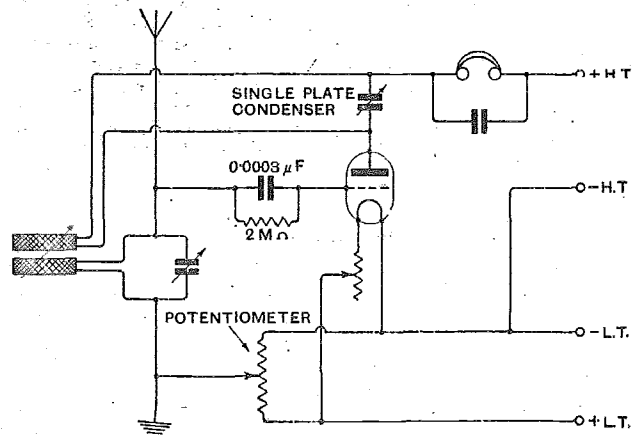 + H.T
SINGLE PLATE
CONDENSER
0·0003 μF
2 MΩ
- H.T
POTENTIOMETER
- L.T.
+ L.T.